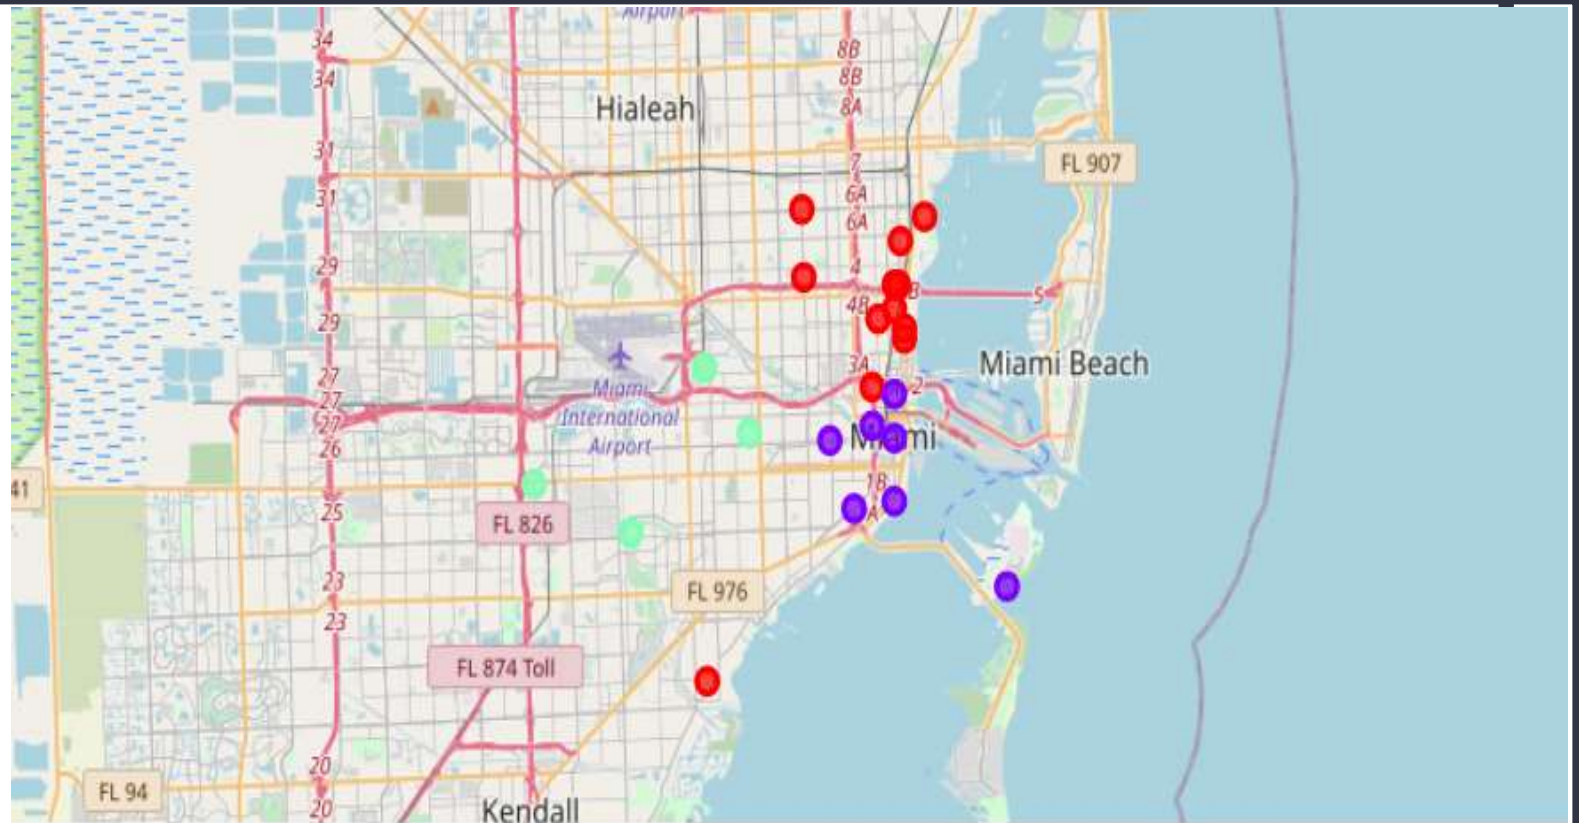 Airport
34
8B
34
8B
8A
Hialeah
31
7
FL 907
31
6A
6A
29
4
B
5
4B
29
3A
Miami Beach
27
2
27
Miami
International
Airport
27
26
Miami
41
1B
25
A
FL 826
23
FL 976
23
FL 874 Toll
20
FL 94
20
Kendall